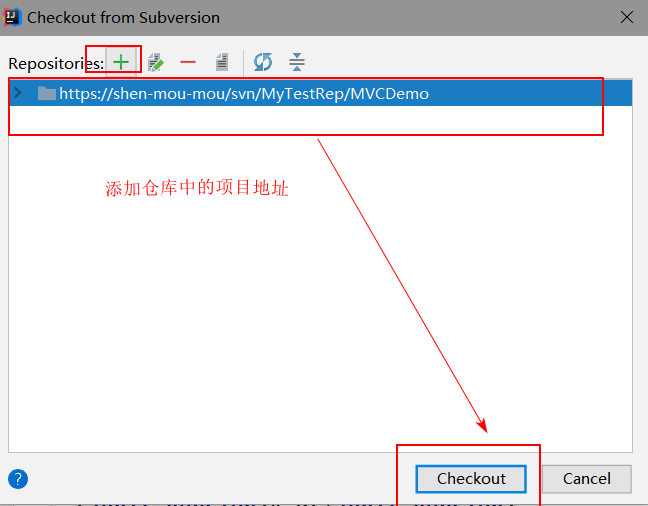 Checkout from Subversion
Repositories:
https://shen-mou-mou/svn/MyTestRep/MVCDemo
添加仓库中的项目地址
?
Checkout
Cancel